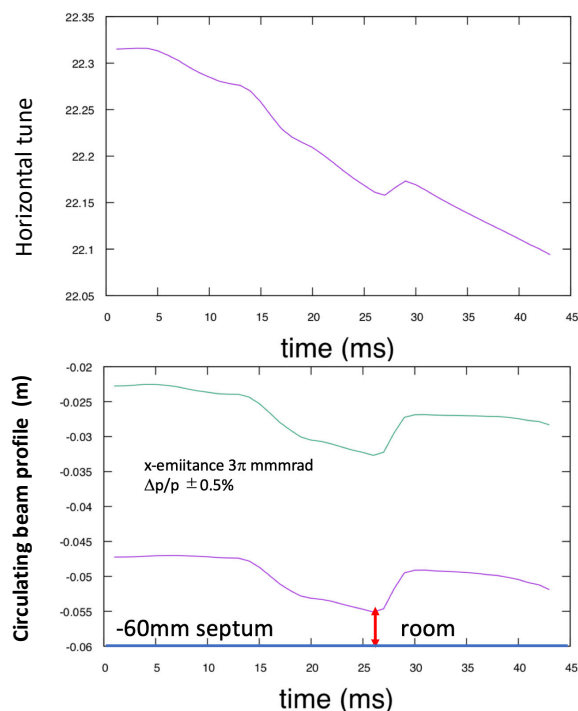 Horizontal tune
22.35
22.3
22.25
22.2
22.15
22.1
22.05
0 5 10 15 20 25 30 35 40 45
time (ms)
Circulating beam profile (m)
-0.02
-0.025
-0.03
-0.035
-0.04
-0.045
-0.05
-0.055
-0.06
x-emiitance 3π mmmrad
Δp/p ±0.5%
-60mm septum room
0 5 10 15 20 25 30 35 40 45
time (ms)